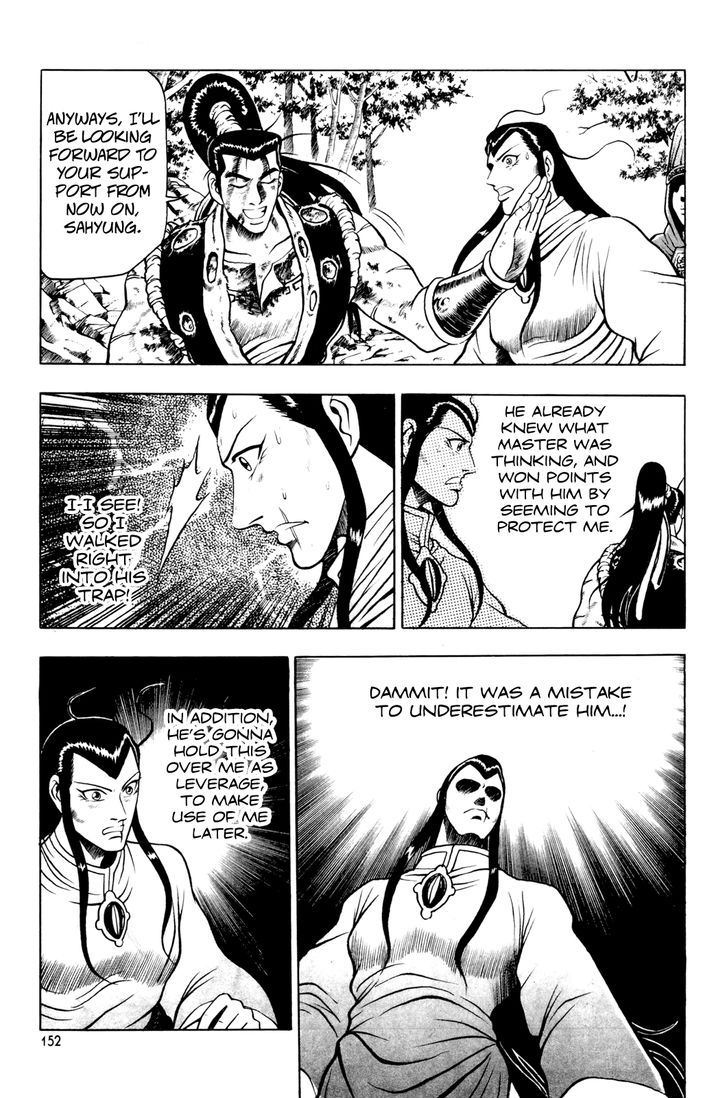 ANYWAYS, I'LL
BE LOOKING
FORWARD TO
YOUR SUP-
PORT FROM
NOW ON,
SAHYUNG.
HE ALREADY
KNEW WHAT
MASTER WAS
THINKING, AND
WON POINTS
WITH HIM BY
SEEMING TO
PROTECT ME.
I-I SEE!
SO I
WALKED
RIGHT
INTO HIS
TRAP!
DAMMIT! IT WAS A MISTAKE
TO UNDERESTIMATE HIM...!
IN ADDITION,
HE'S GONNA
HOLD THIS
OVER ME AS
LEVERAGE,
TO MAKE
USE OF ME
LATER.
152